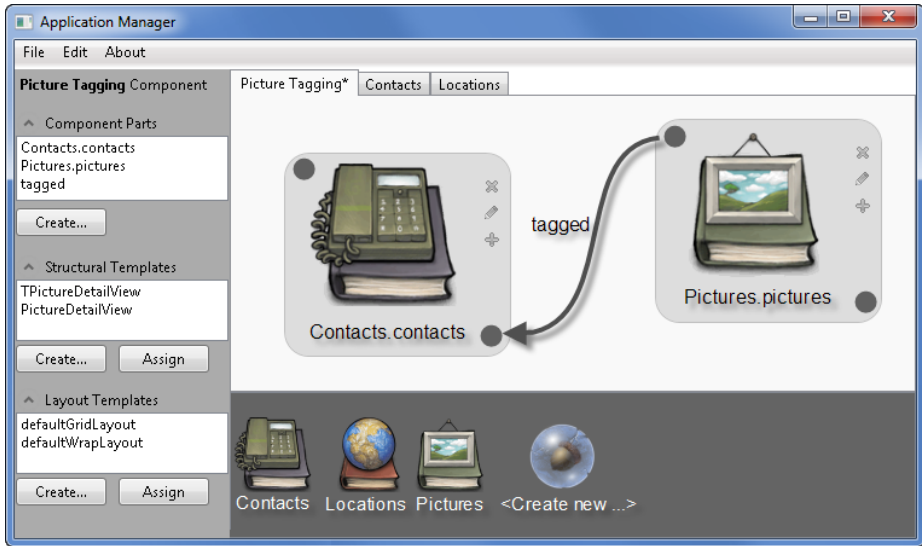 Application Manager
File Edit About
Picture Tagging Component
Picture Tagging* Contacts Locations
Component Parts
Contacts.contacts
Pictures.pictures
tagged
Create...
Structural Templates
TPictureDetailView
PictureDetailView
Create... Assign
Layout Templates
defaultGridLayout
defaultWrapLayout
Create... Assign
tagged
Contacts.contacts
Pictures.pictures
Contacts Locations Pictures <Create new ...>